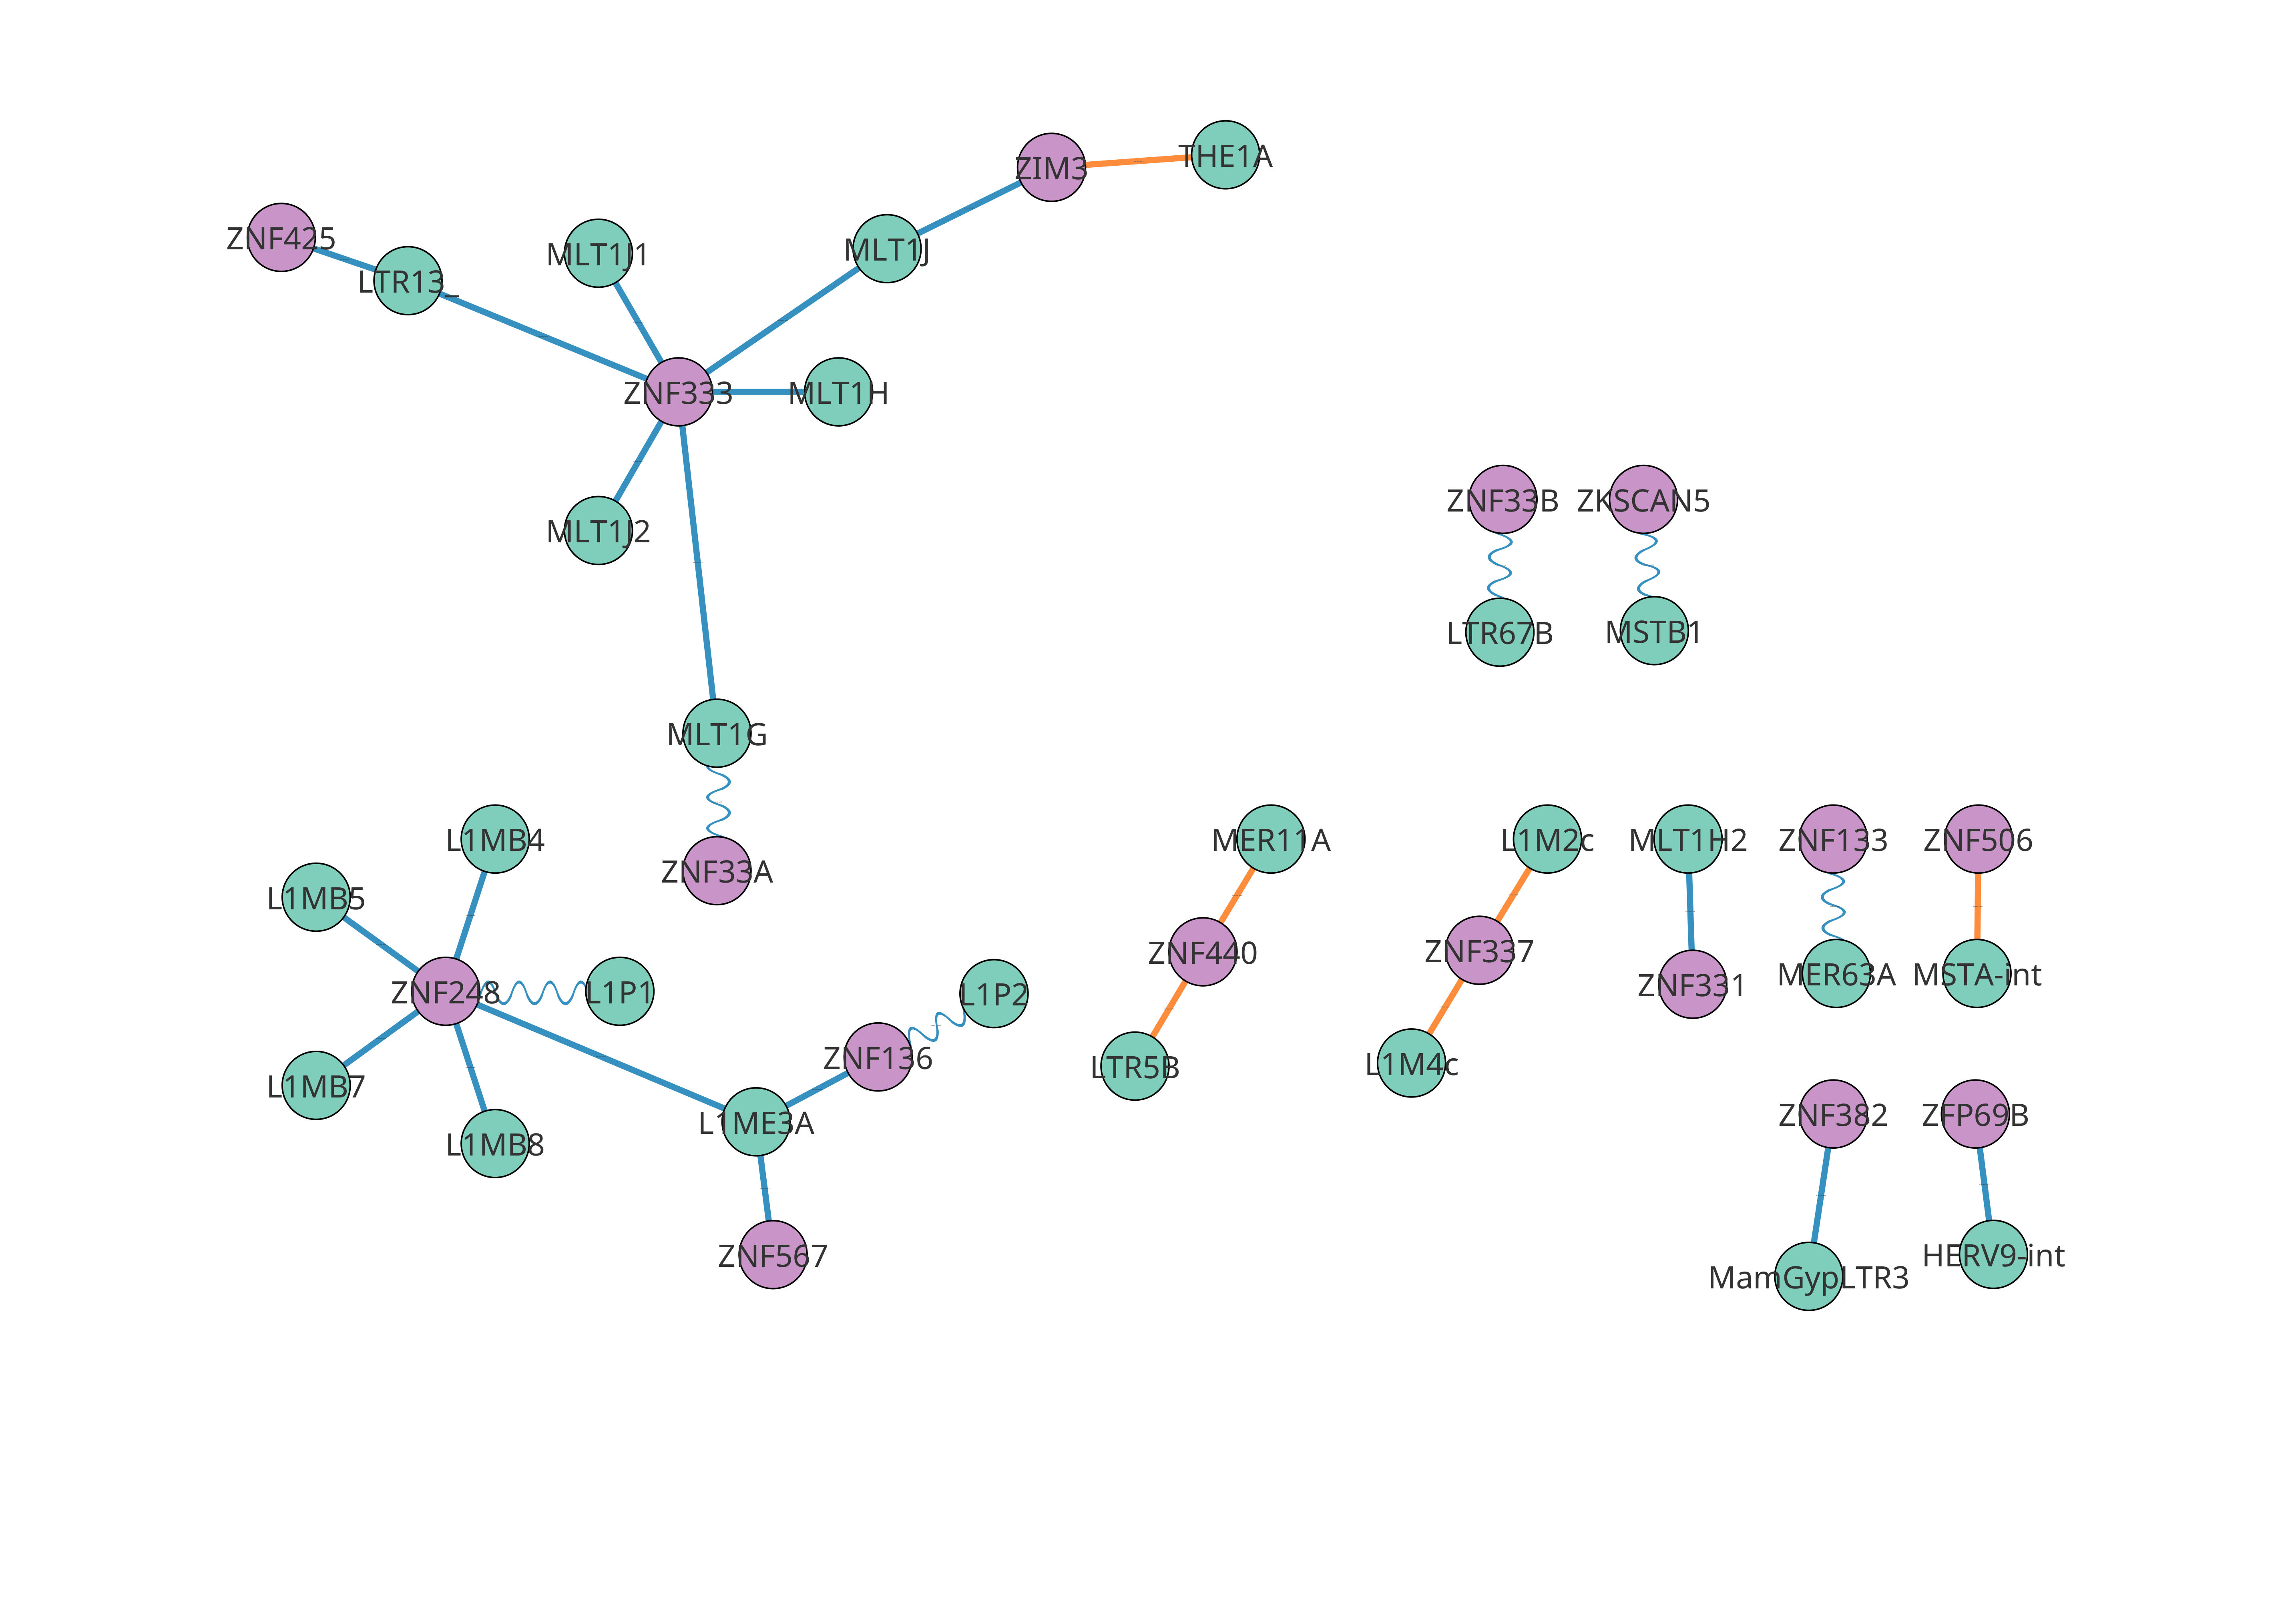 THE1A
ZIM3
ZNF425
MLT1J
MLT1J1
LTR13_
ZNF333
MLT1H
ZNF33B
ZKSCAN5
MLT1J2
LTR67B
MSTB1
MLT1G
L1MB4
MER11A
L1M2c
MLT1H2
ZNF133
ZNF506
ZNF33A
L1MB5
ZNF440
ZNF337
MER63A
MSTA-int
ZNF331
ZNF248
L1P1
L1P2
ZNF136
LTR5B
L1M4c
L1MB7
ZNF382
ZFP69B
L1ME3A
L1MB8
ZNF567
HERV9-int
MamGypLTR3